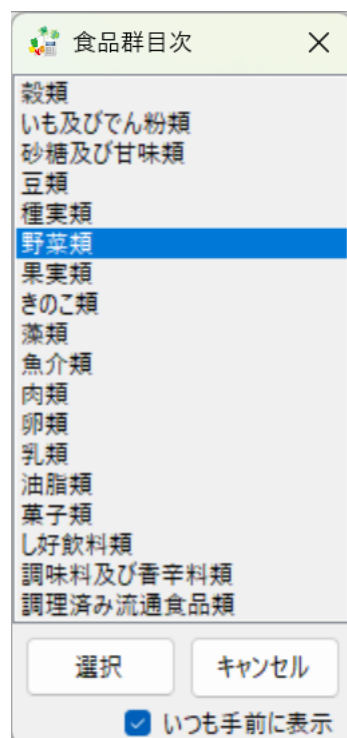 食品群目次
穀類
いも及びでん粉類
砂糖及び甘味類
豆類
種実類
野菜類
果実類
きのこ類
藻類
魚介類
肉類
卵類
乳類
油脂類
菓子類
し好飲料類
調味料及び香辛料類
調理済み流通食品類
選択 キャンセル
いつも手前に表示